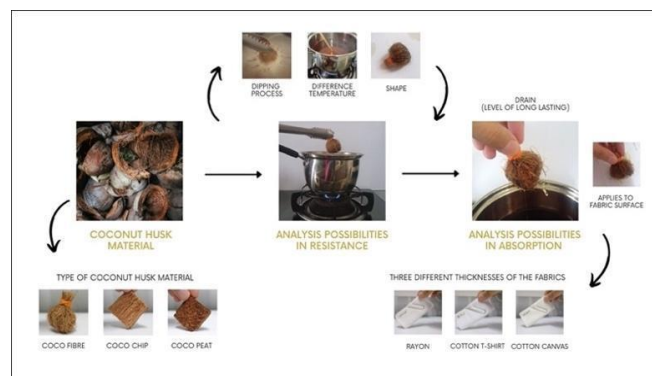 DIPPING
PROCESS
DIFFERENCE
TEMPERATURE
SHAPE
DRAIN
(LEVEL OF LONG LASTING)
APPLIES TO
FABRIC SURFACE
COCONUT HUSK
MATERIAL
ANALYSIS POSSIBILITIES
IN RESISTANCE
ANALYSIS POSSIBILITIES
IN ABSORPTION
TYPE OF COCONUT HUSK MATERIAL
COCO FIBRE
COCO CHIP
COCO PEAT
THREE DIFFERENT THICKNESSES OF THE FABRICS
RAYON
COTTON T-SHIRT
COTTON CANVAS